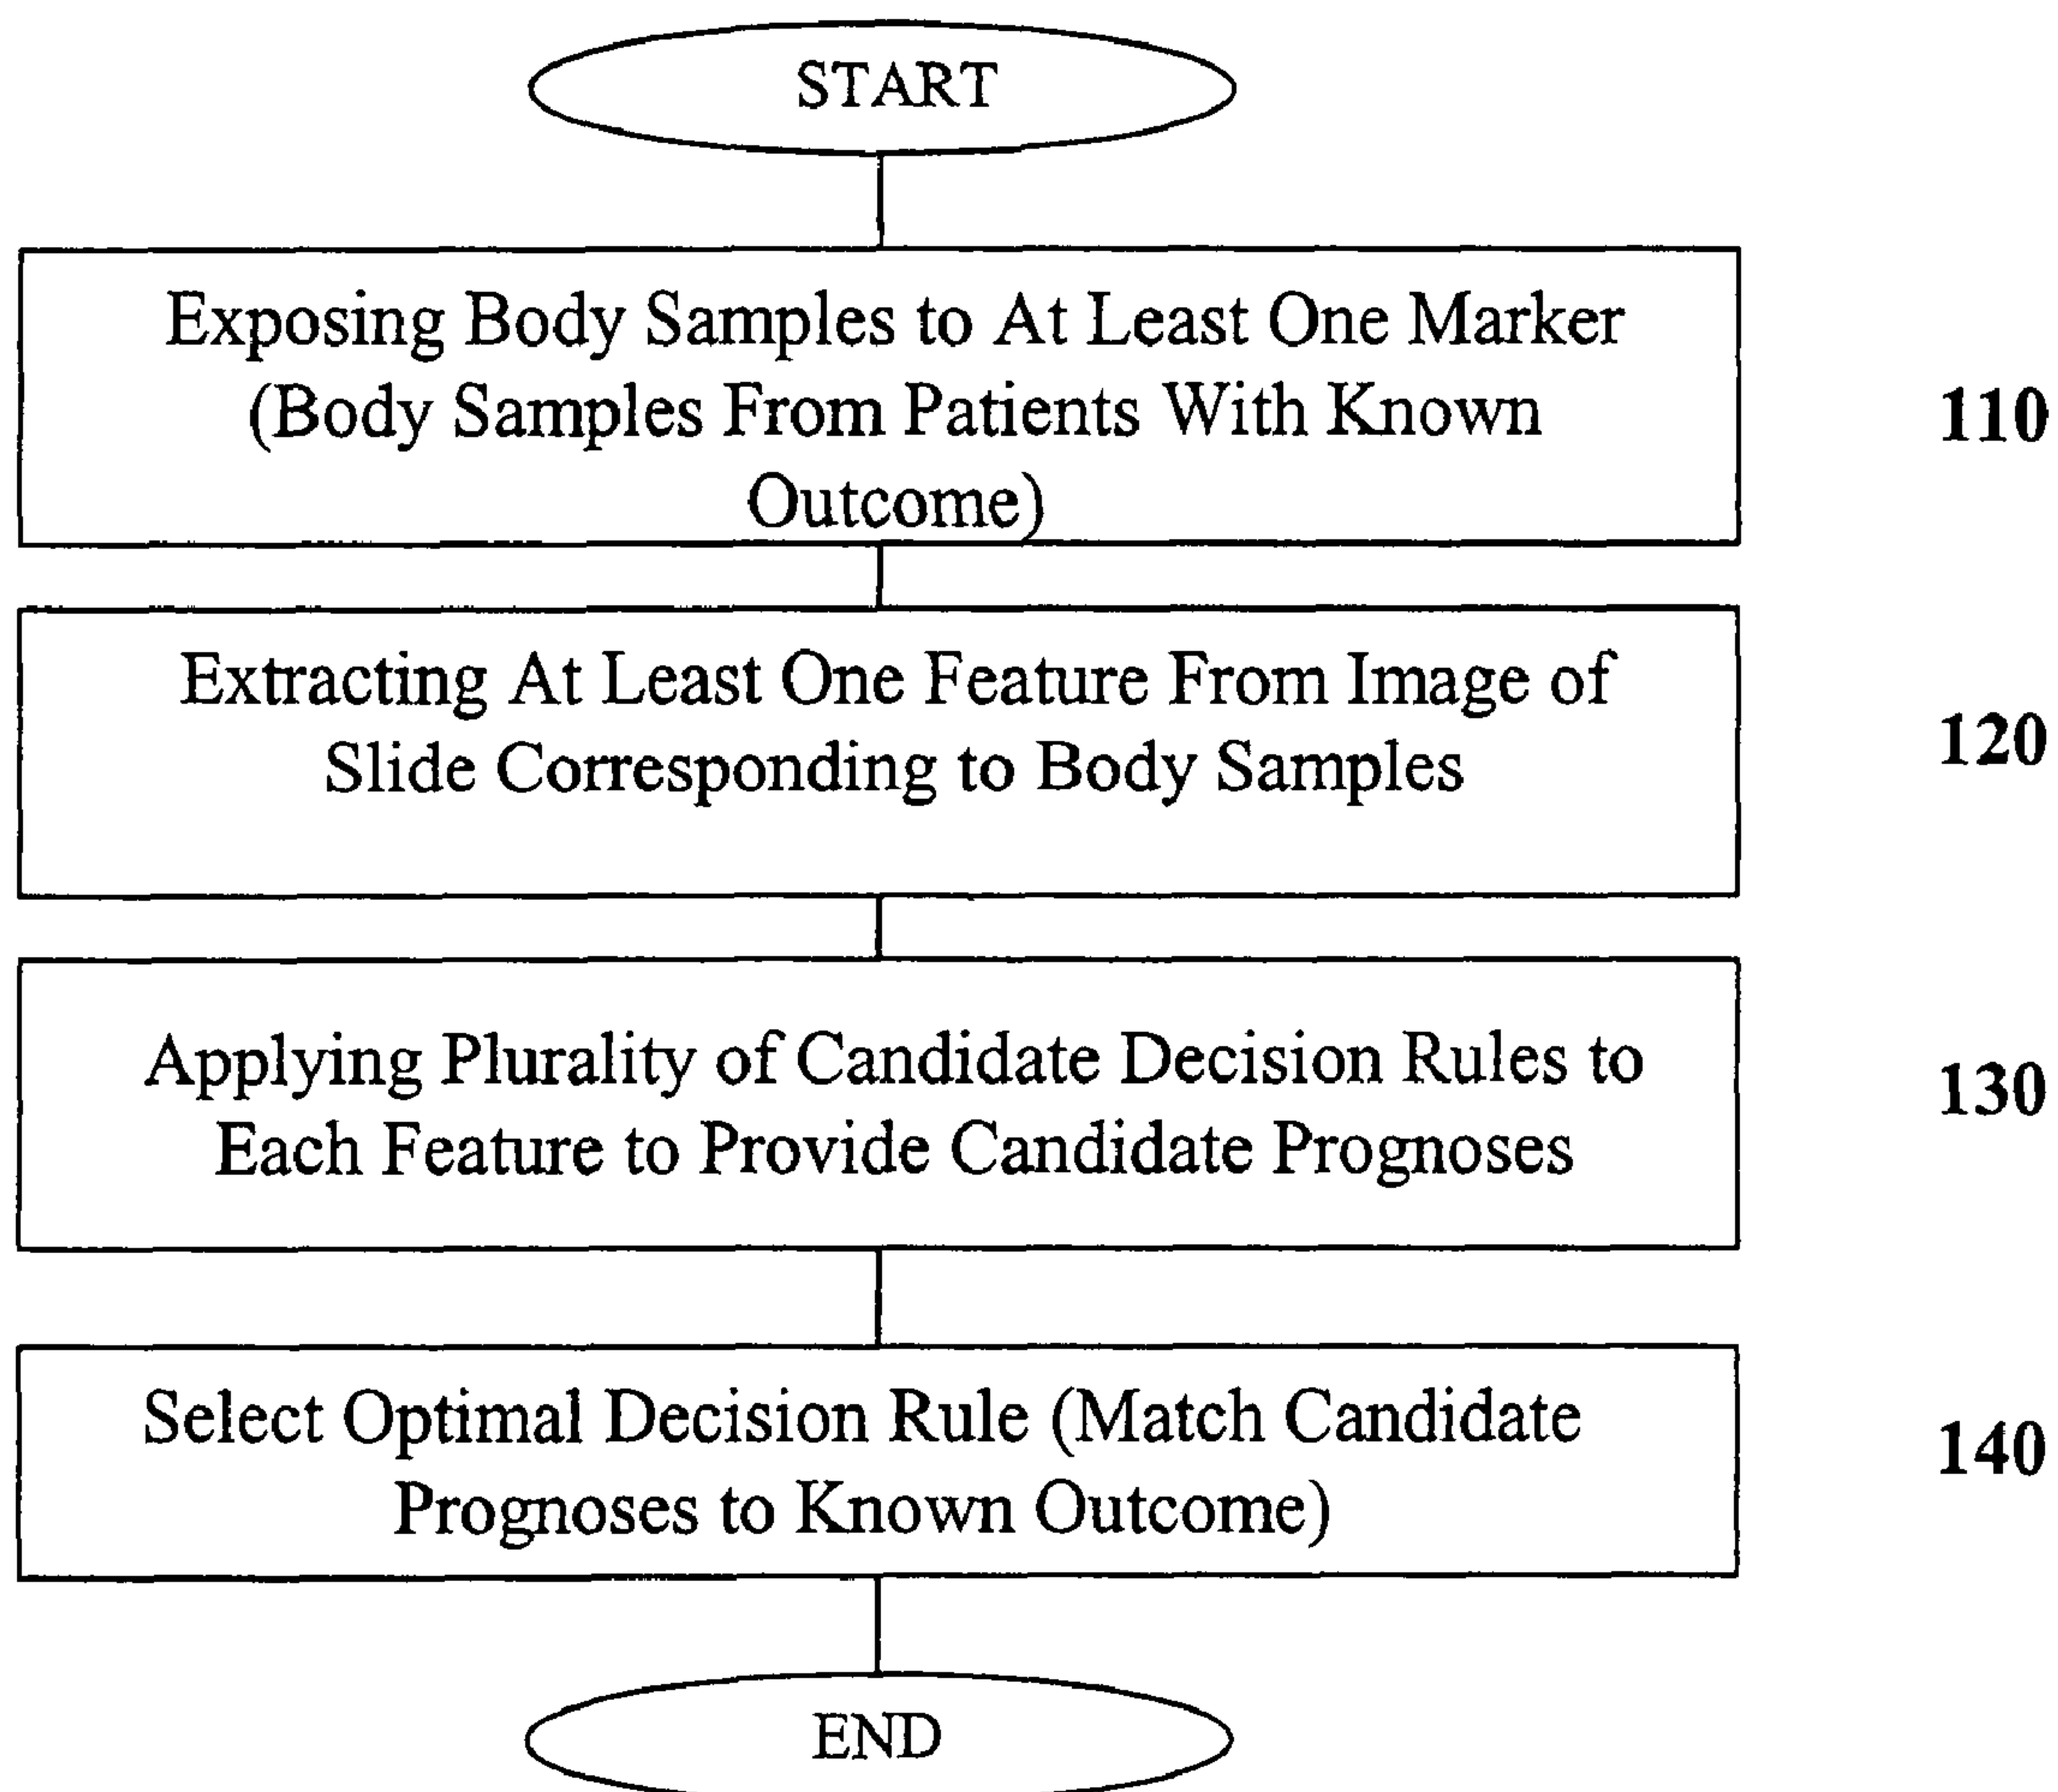 START
Exposing Body Samples to At Least One Marker
(Body Samples From Patients With Known
Outcome)
110
Extracting At Least One Feature From Image of
Slide Corresponding to Body Samples
120
Applying Plurality of Candidate Decision Rules to
Each Feature to Provide Candidate Prognoses
130
Select Optimal Decision Rule (Match Candidate
Prognoses to Known Outcome)
140
END